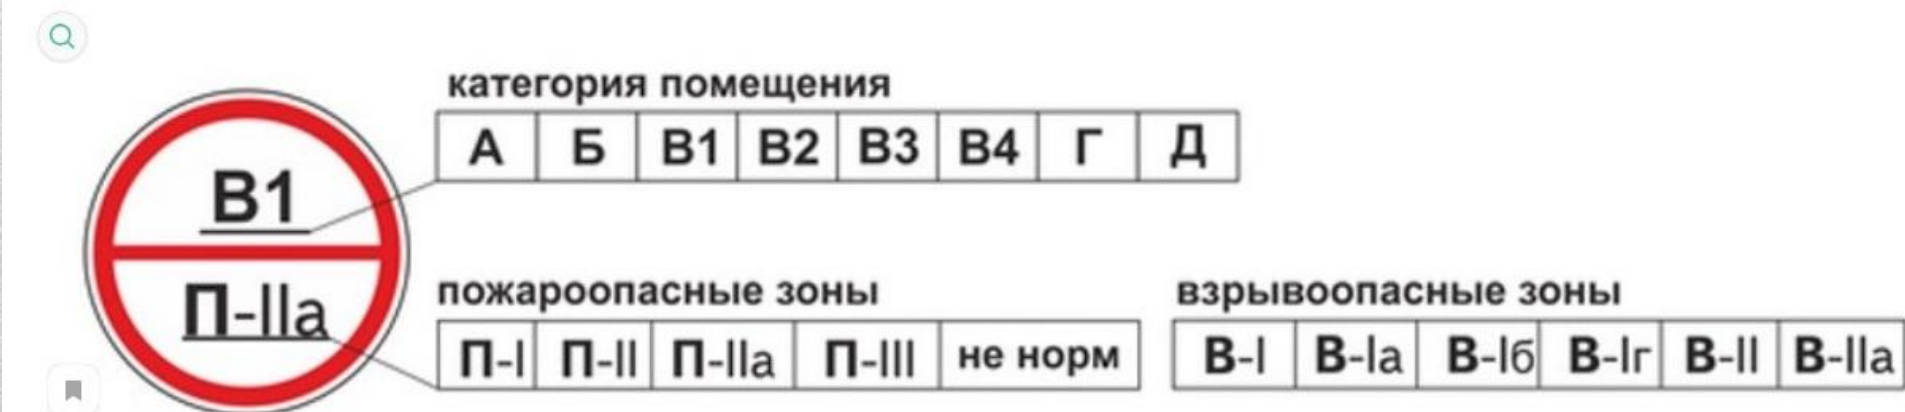 категория помещения
А Б В1 В2 В3 В4 Г Д
В1
П-IIа
пожароопасные зоны
П-I П-II П-IIа П-III не норм
взрывоопасные зоны
В-I В-Iа В-Iб В-Iг В-II В-IIа